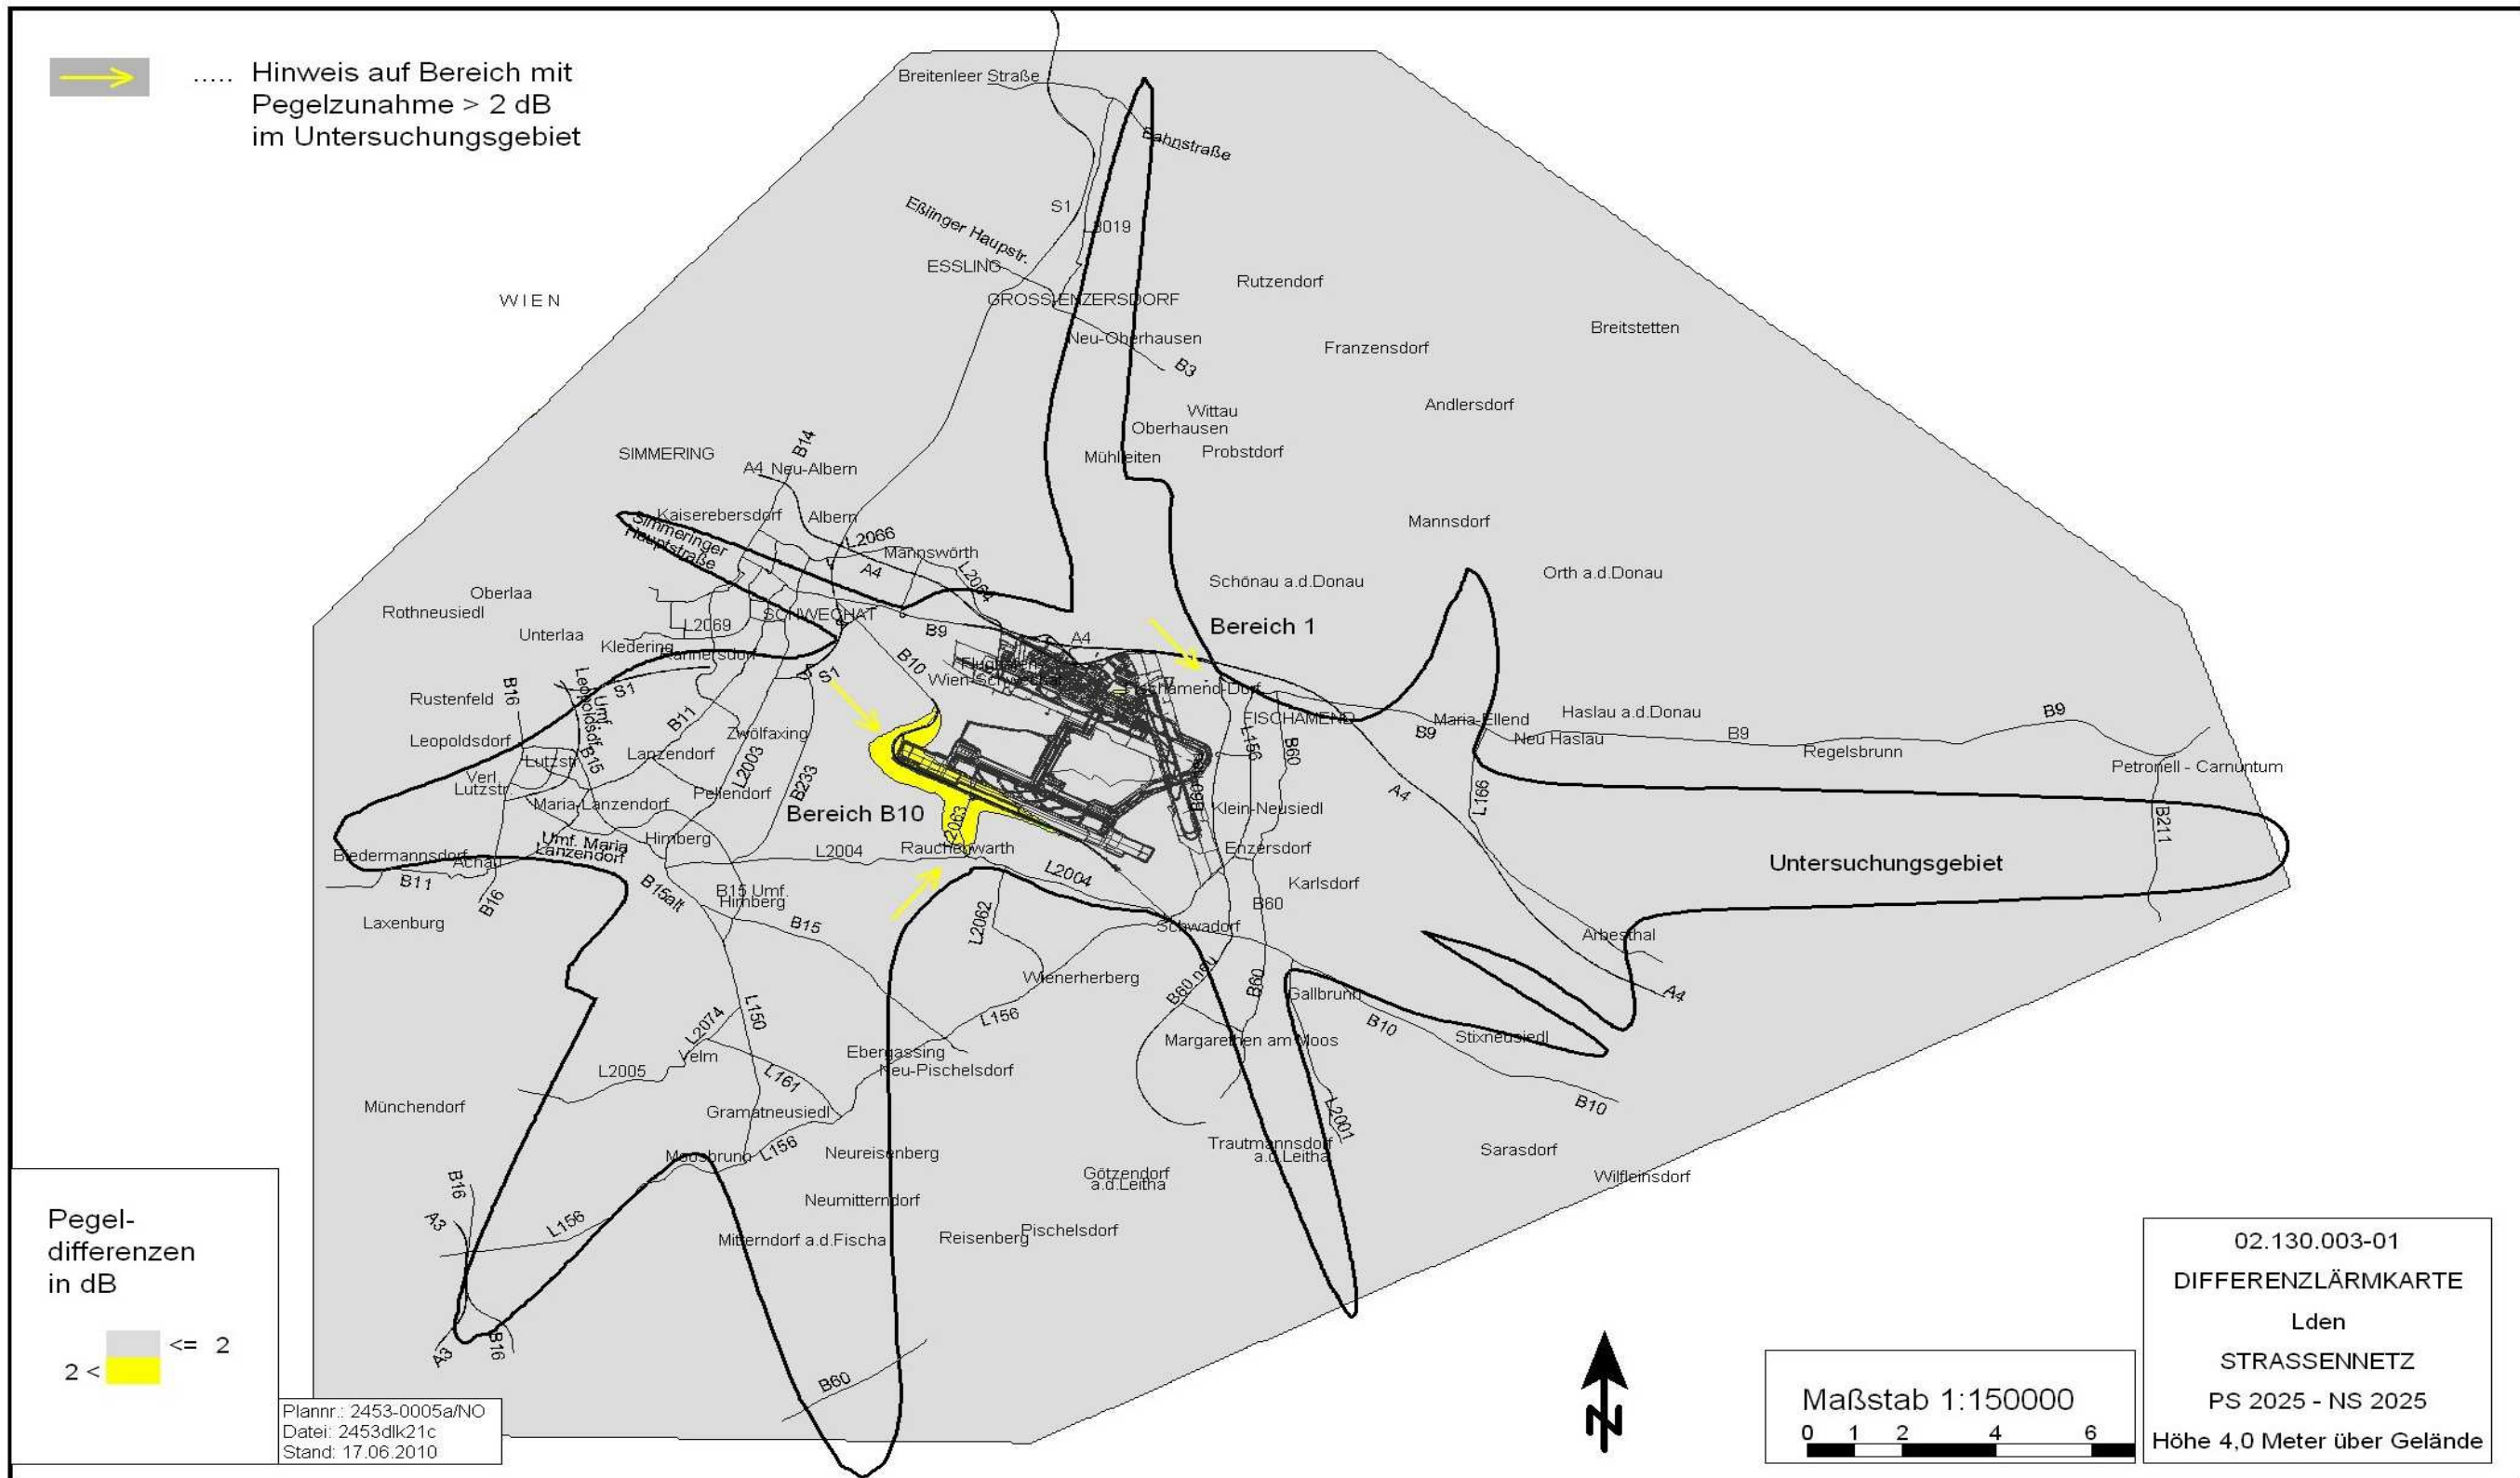 ..... Hinweis auf Bereich mit
Pegelzunahme > 2 dB
im Untersuchungsgebiet
Breitenleer Straße
Bahnstraße
S1
L3019
Eßlinger Haupstr.
ESSLING
GROSS-ENZERSDORF
WIEN
Rutzendorf
Breitstetten
Neu-Oberhausen
Franzensdorf
B3
Andlersdorf
Wittau
Oberhausen
Mühlleiten
Probstdorf
SIMMERING
B14
A4 Neu-Albern
Kaiserebersdorf
Albern
Simmeringer
Hauptstraße
L2066
Mannswörth
A4
L2064
Mannsdorf
Oberlaa
Rothneusiedl
Unterlaa
Kledering
Rannersdorf
L2069
SCHWECHAT
B9
A4
Schönau a.d.Donau
Orth a.d.Donau
Bereich 1
B10
Flughafen
Wien-Schwechat
Fischamend-Dorf
FISCHAMEND
S1
S1
B16
Rustenfeld
Leopoldsdorf
Umf.
Leopoldsdf.
B15
B11
Zwölfaxing
Lanzendorf
L2003
B233
Lutzstr.
Verl.
Lutzstr.
Maria-Lanzendorf
Pellendorf
Bereich B10
L2063
L156
B60
Klein-Neusiedl
Maria-Ellend
B9
Haslau a.d.Donau
Neu Haslau
B9
Regelsbrunn
B9
Petronell - Carnuntum
A4
L166
B211
Untersuchungsgebiet
Umf. Maria
Lanzendorf
Himberg
Biedermannsdorf
Achau
B11
B16
L2004
Rauchenwarth
L2004
Enzersdorf
Karlsdorf
B60
B15alt
B15 Umf.
Himberg
B15
L2062
Schwadorf
Laxenburg
Arbesthal
Wienerherberg
B60 neu
B60
Gallbrunn
A4
L150
L2074
L156
B10
Stixneusiedl
Velm
Ebergassing
Margarethen am Moos
L2005
L161
Neu-Pischelsdorf
B10
Münchendorf
Gramatneusiedl
L2001
Moosbrunn
L156
Neureisenberg
Trautmannsdorf
a.d.Leitha
Sarasdorf
Götzendorf
a.d.Leitha
Wilfleinsdorf
B16
A3
L156
Neumitterndorf
Mitterndorf a.d.Fischa
Reisenberg
Pischelsdorf
A3
B16
B60
Pegel-
differenzen
in dB
<= 2
2 <
Plannr.: 2453-0005a/NO
Datei: 2453dlk21c
Stand: 17.06.2010
N
Maßstab 1:150000
0 1 2 4 6
02.130.003-01
DIFFERENZLÄRMKARTE
Lden
STRASSENNETZ
PS 2025 - NS 2025
Höhe 4,0 Meter über Gelände